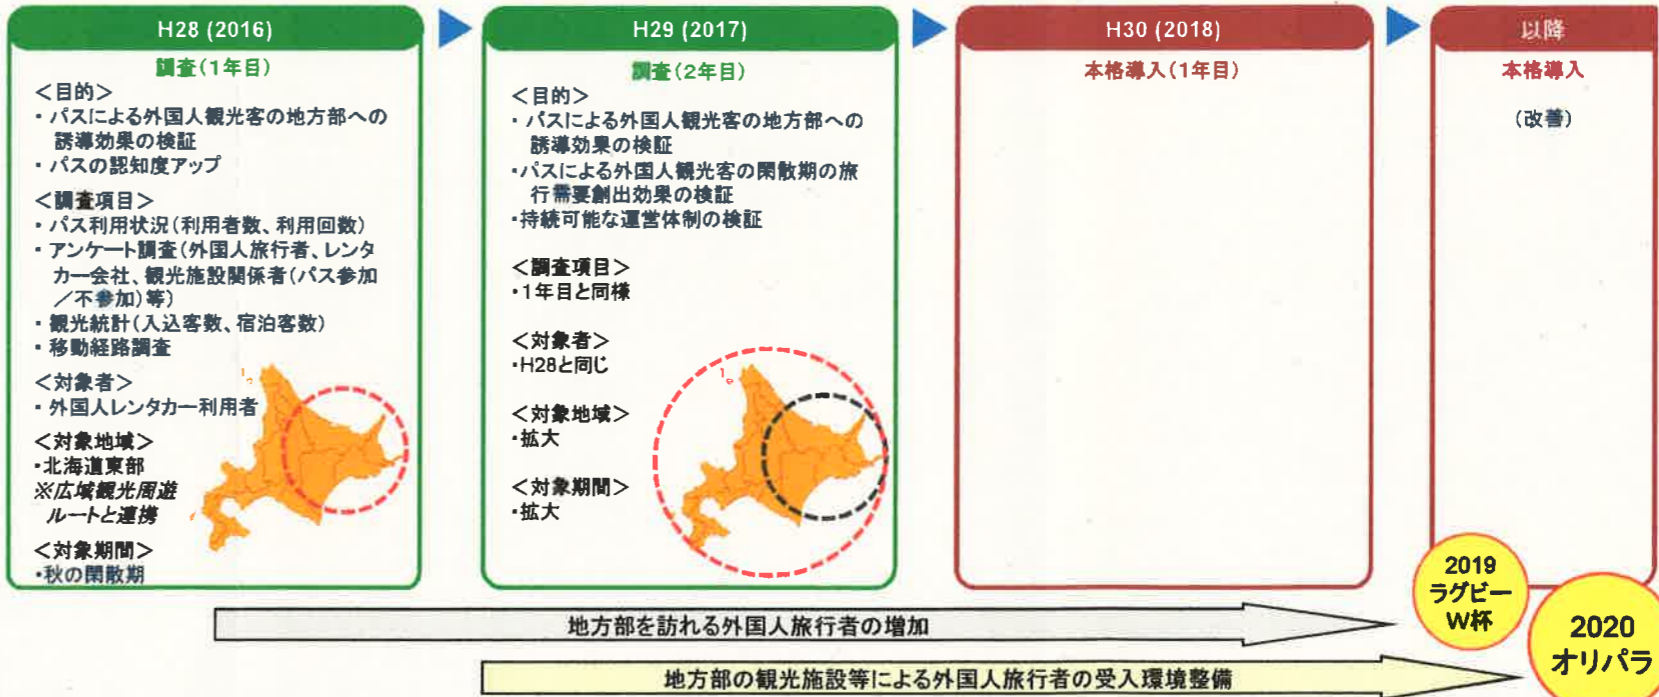 H28 (2016)
調査(1年目)
＜目的＞
・パスによる外国人観光客の地方部への
誘導効果の検証
・パスの認知度アップ
＜調査項目＞
・パス利用状況(利用者数、利用回数)
・アンケート調査(外国人旅行者、レンタ
カー会社、観光施設関係者(パス参加
／不参加)等)
・観光統計(入込客数、宿泊客数)
・移動経路調査
＜対象者＞
・外国人レンタカー利用者
＜対象地域＞
・北海道東部
※広域観光周遊
ルートと連携
＜対象期間＞
・秋の閑散期
H29 (2017)
調査(2年目)
＜目的＞
・パスによる外国人観光客の地方部への
誘導効果の検証
・パスによる外国人観光客の閑散期の旅
行需要創出効果の検証
・持続可能な運営体制の検証
＜調査項目＞
・1年目と同様
＜対象者＞
・H28と同じ
＜対象地域＞
・拡大
＜対象期間＞
・拡大
H30 (2018)
本格導入(1年目)
以降
本格導入
(改善)
2019
ラグビー
W杯
2020
オリパラ
地方部を訪れる外国人旅行者の増加
地方部の観光施設等による外国人旅行者の受入環境整備